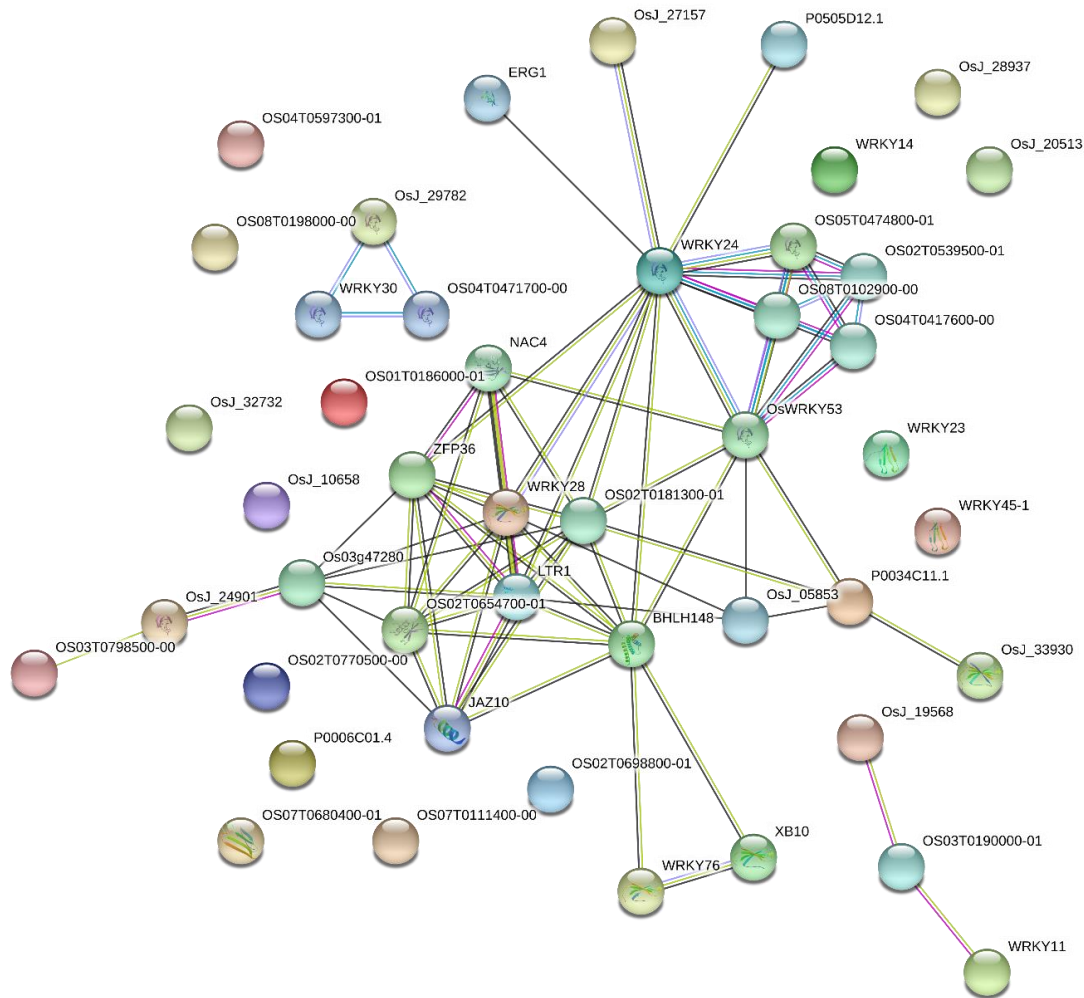 OsJ_27157
P0505D12.1
OsJ_28937
ERG1
OS04T0597300-01
WRKY14
OsJ_20513
OsJ_29782
OS08T0198000-00
OS05T0474800-01
WRKY24
OS02T0539500-01
WRKY30
OS04T0471700-00
OS08T0102900-00
OS04T0417600-00
NAC4
OS01T0186000-01
OsWRKY53
OsJ_32732
WRKY23
ZFP36
OsJ_10658
WRKY28
OS02T0181300-01
WRKY45-1
Os03g47280
LTR1
P0034C11.1
OsJ_24901
OS02T0654700-01
OsJ_05853
BHLH148
OS03T0798500-00
OS02T0770500-00
OsJ_33930
JAZ10
OsJ_19568
P0006C01.4
OS02T0698800-01
OS07T0680400-01
OS07T0111400-00
XB10
OS03T0190000-01
WRKY76
WRKY11